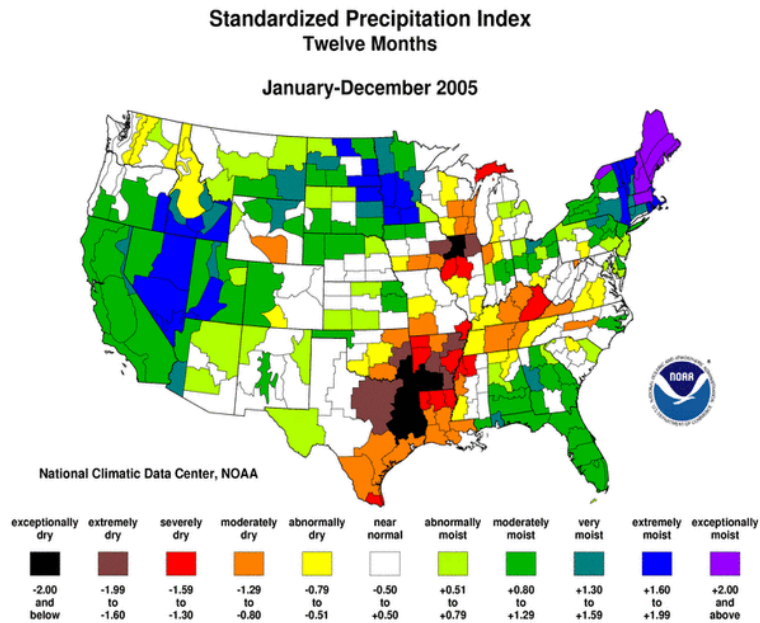 Standardized Precipitation Index
Twelve Months
January-December 2005
NOAA
National Climatic Data Center, NOAA
exceptionally dry
extremely dry
severely dry
moderately dry
abnormally dry
near normal
abnormally moist
moderately moist
very moist
extremely moist
exceptionally moist
-2.00 and below
-1.99 to -1.60
-1.59 to -1.30
-1.29 to -0.80
-0.79 to -0.51
-0.50 to +0.50
+0.51 to +0.79
+0.80 to +1.29
+1.30 to +1.59
+1.60 to +1.99
+2.00 and above